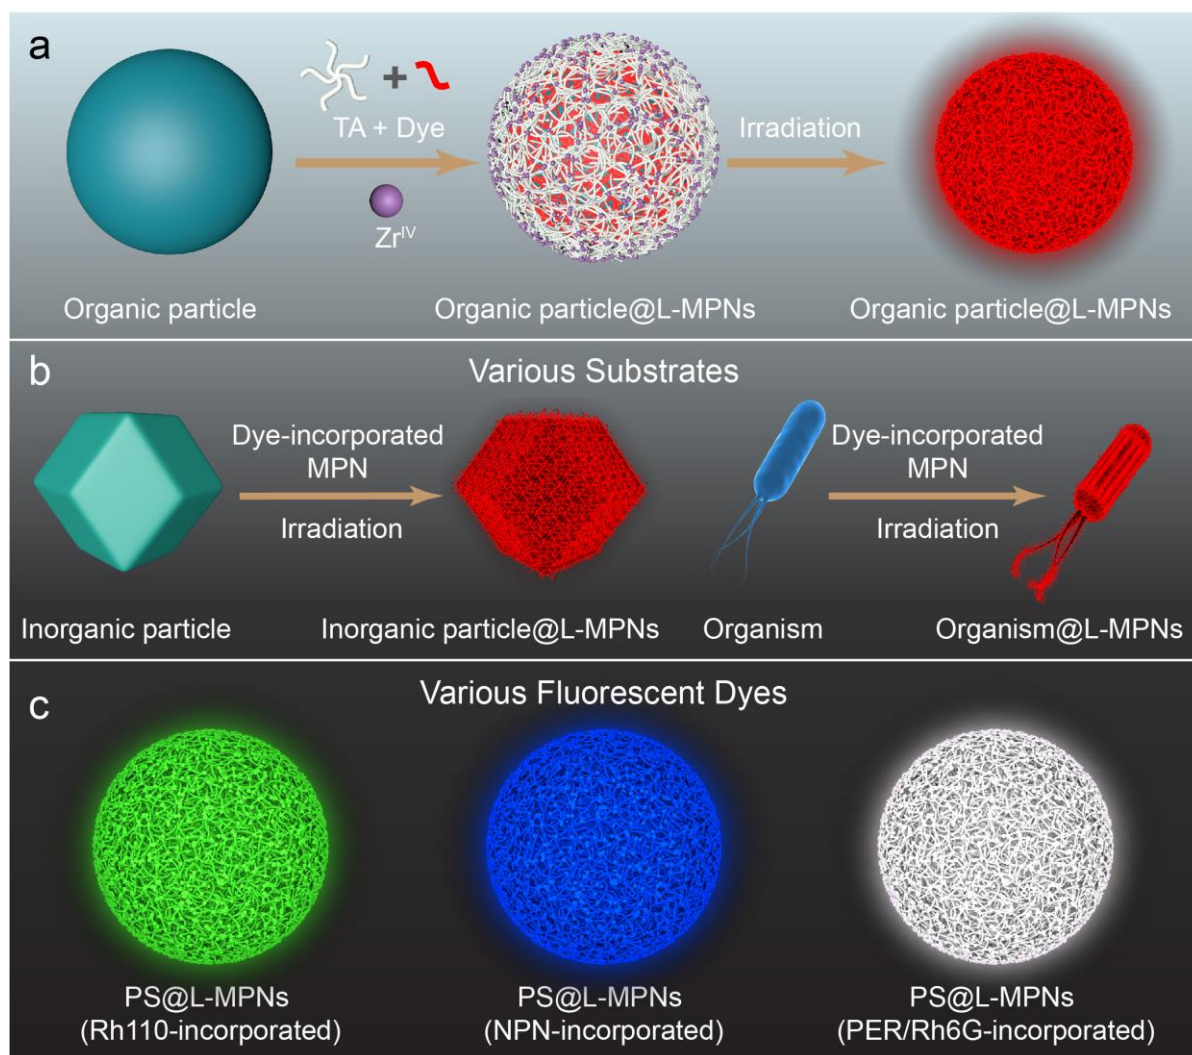 a
+
TA + Dye
Zr^IV
Irradiation
Organic particle
Organic particle@L-MPNs
Organic particle@L-MPNs
b
Various Substrates
Dye-incorporated
MPN
Irradiation
Dye-incorporated
MPN
Irradiation
Inorganic particle
Inorganic particle@L-MPNs
Organism
Organism@L-MPNs
c
Various Fluorescent Dyes
PS@L-MPNs
(Rh110-incorporated)
PS@L-MPNs
(NPN-incorporated)
PS@L-MPNs
(PER/Rh6G-incorporated)